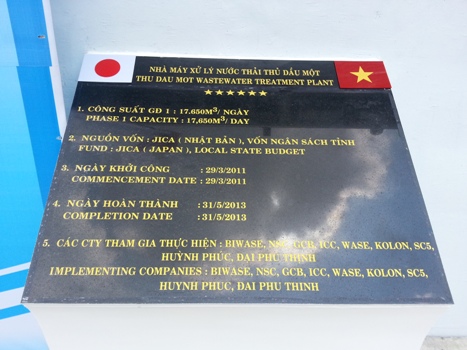 NHÀ MÁY XỬ LÝ NƯỚC THẢI THỦ DẦU MỘT
THU DAU MOT WASTEWATER TREATMENT PLANT
1. CÔNG SUẤT GĐ 1 : 17.650M3/ NGÀY
PHASE 1 CAPACITY : 17,650M3/ DAY
2. NGUỒN VỐN : JICA ( NHẬT BẢN ), VỐN NGÂN SÁCH TỈNH
FUND : JICA ( JAPAN ), LOCAL STATE BUDGET
3. NGÀY KHỞI CÔNG : 29/3/2011
COMMENCEMENT DATE : 29/3/2011
4. NGÀY HOÀN THÀNH : 31/5/2013
COMPLETION DATE : 31/5/2013
5. CÁC CTY THAM GIA THỰC HIỆN : BIWASE, NSC, GCB, ICC, WASE, KOLON, SC5,
HUỲNH PHÚC, ĐẠI PHÚ THỊNH
IMPLEMENTING COMPANIES : BIWASE, NSC, GCB, ICC, WASE, KOLON, SC5,
HUYNH PHUC, ĐAI PHU THINH